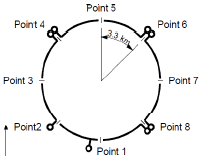 Point 5
Point 4
Point 6
3.3 km
Point 3
Point 7
Point2
Point 8
Point 1